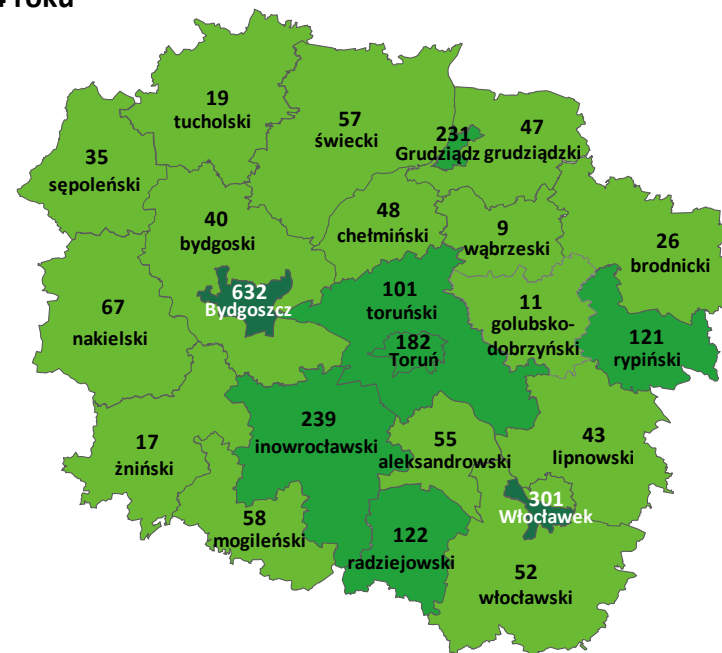 4 roku
19
tucholski
57
świecki
231
Grudziądz
47
grudziądzki
35
sępoleński
40
bydgoski
48
chełmiński
9
wąbrzeski
26
brodnicki
632
Bydgoszcz
101
toruński
11
golubsko-
dobrzyński
67
nakielski
182
Toruń
121
rypiński
17
żniński
239
inowrocławski
55
aleksandrowski
43
lipnowski
301
Włocławek
58
mogileński
122
radziejowski
52
włocławski